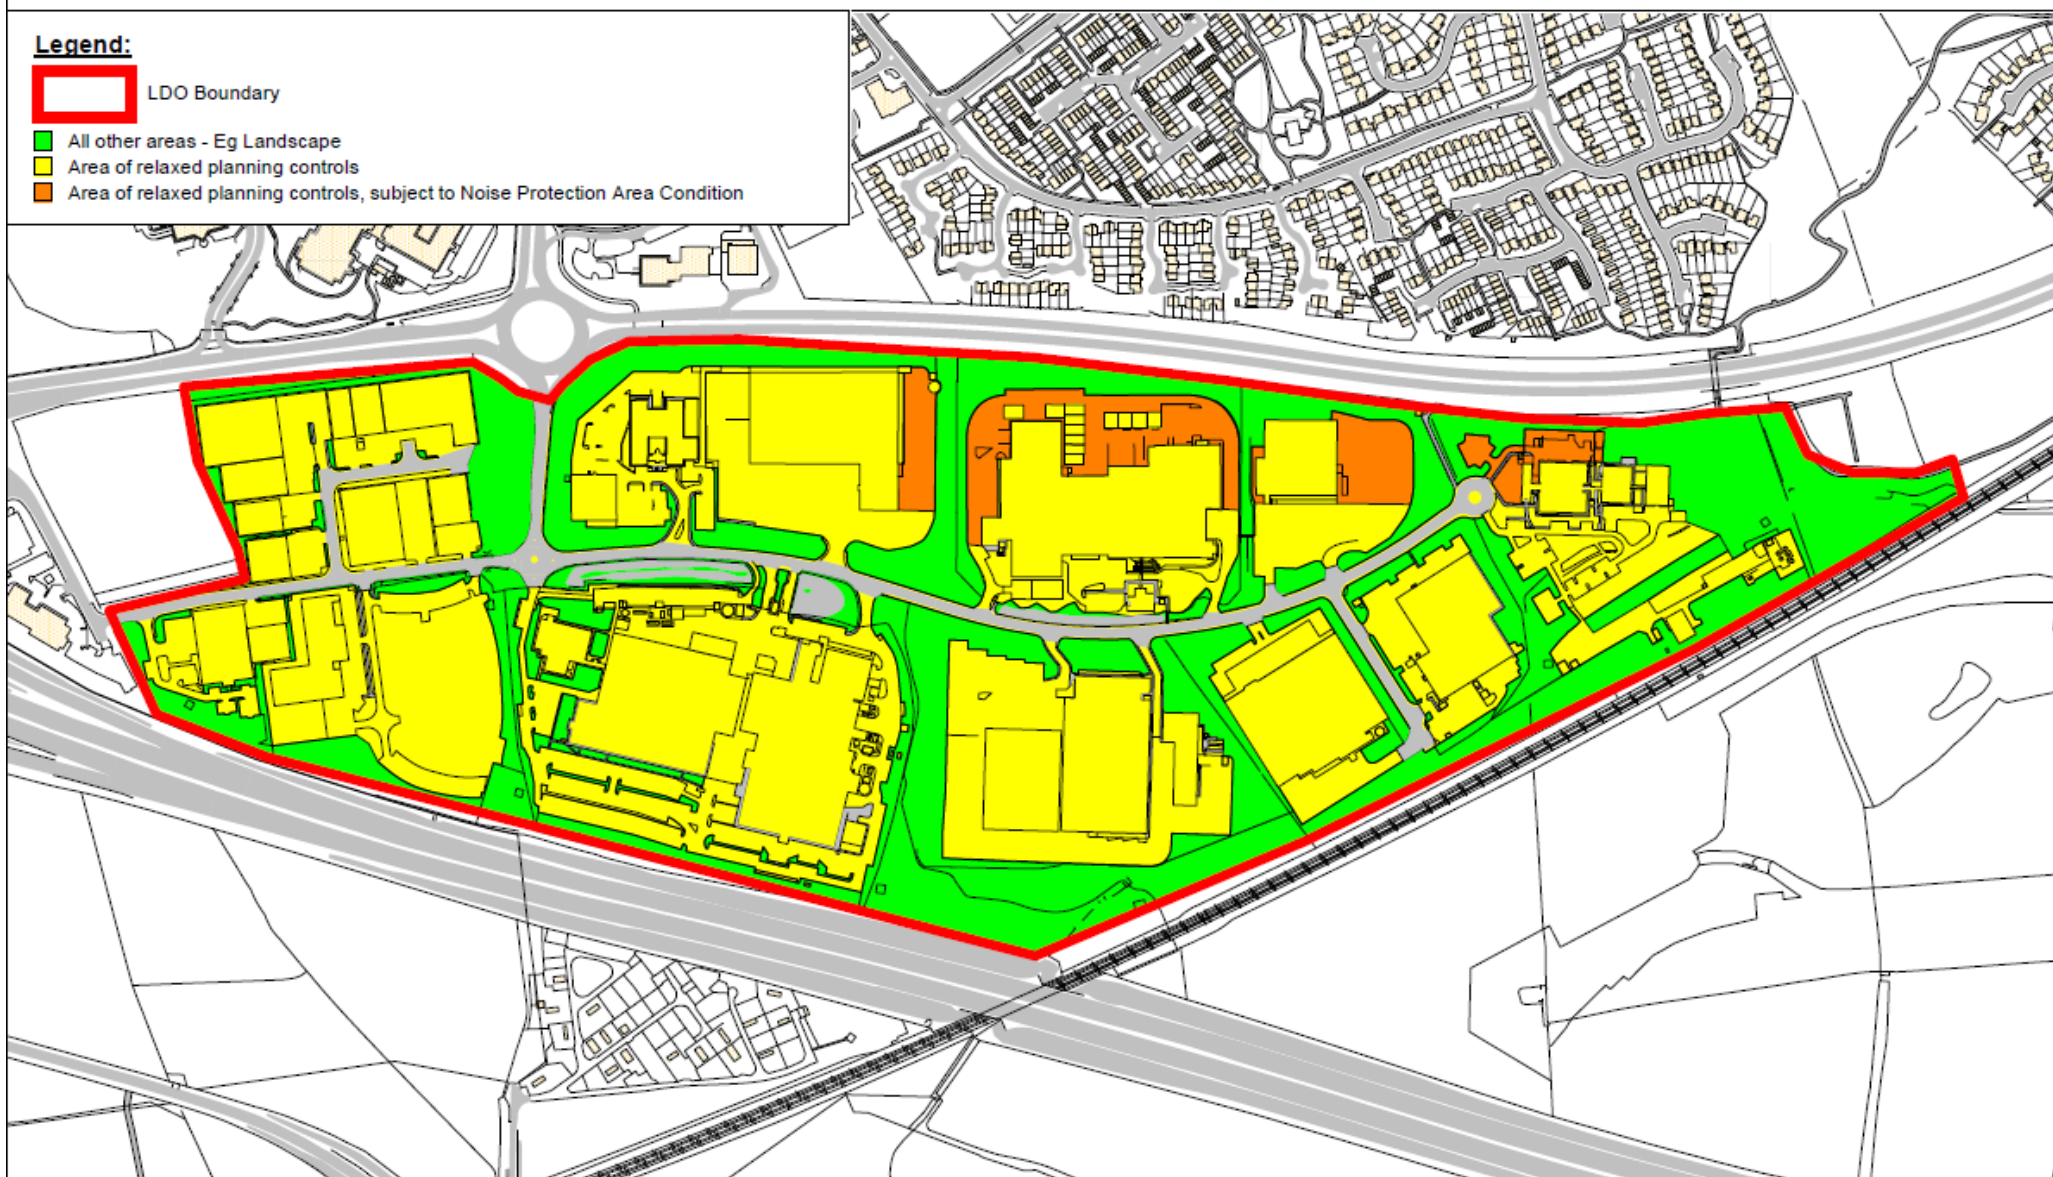 Legend:
LDO Boundary
All other areas - Eg Landscape
Area of relaxed planning controls
Area of relaxed planning controls, subject to Noise Protection Area Condition